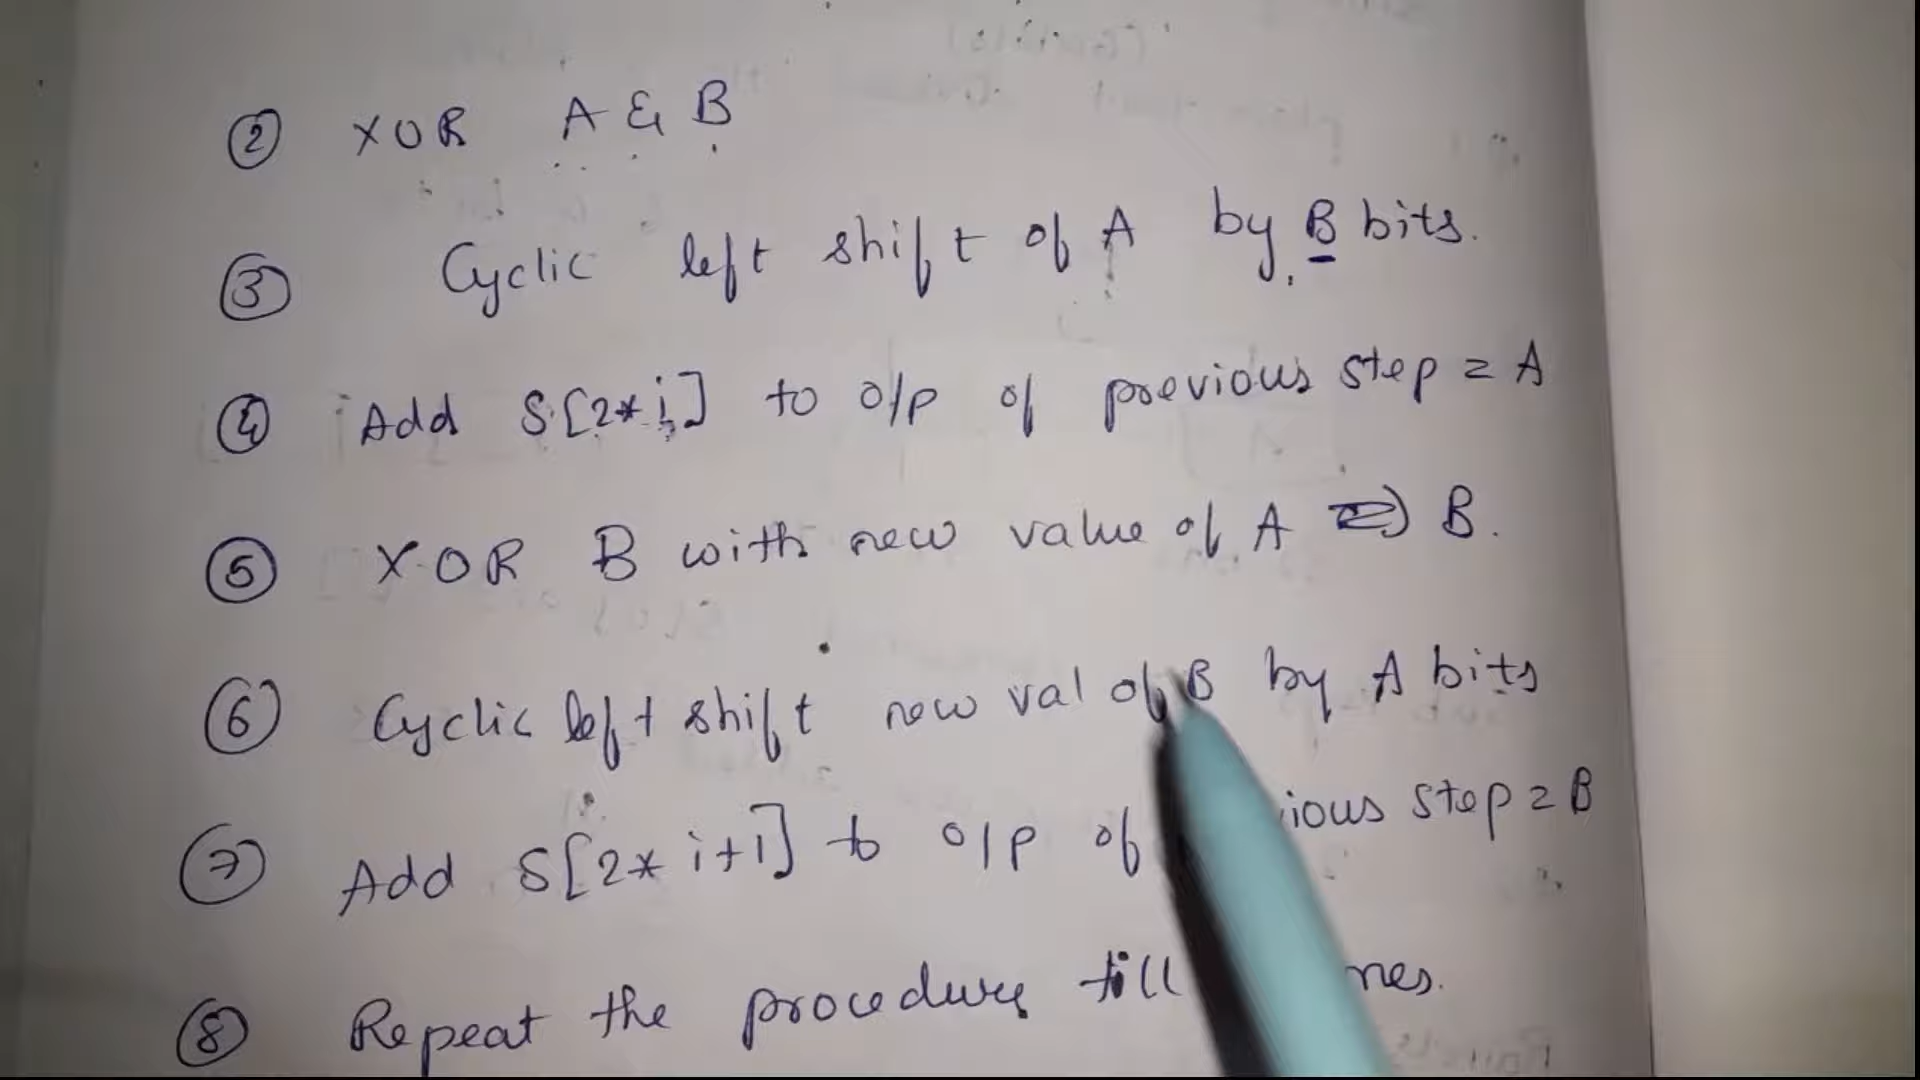 ② XOR A & B
③ Cyclic left shift of A by B bits.
④ Add S[2*i] to o/p of previous step = A
⑤ XOR B with new value of A => B.
⑥ Cyclic left shift new val of B by A bits
⑦ Add S[2*i+1] to o/p of step = B
⑧ Repeat the procedure till